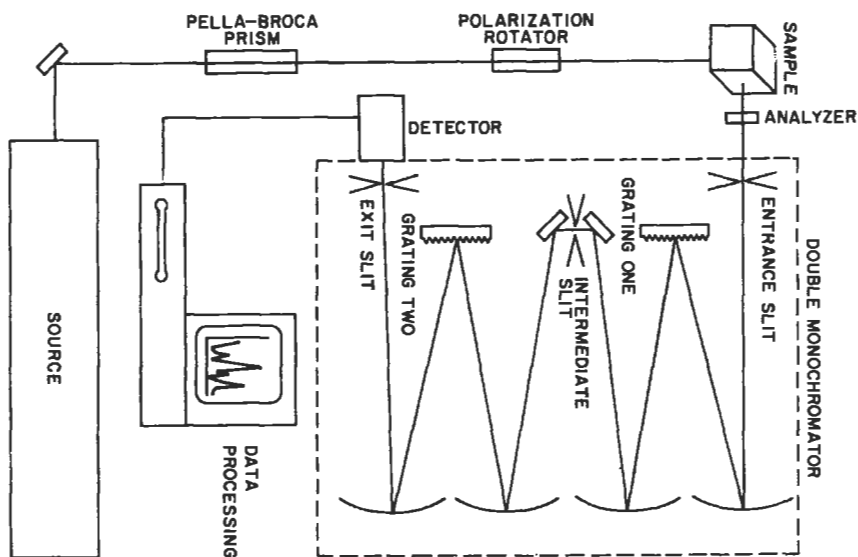 PELLA-BROCA
PRISM
POLARIZATION
ROTATOR
SAMPLE
ANALYZER
DETECTOR
EXIT SLIT
GRATING TWO
INTERMEDIATE
SLIT
GRATING ONE
ENTRANCE SLIT
DOUBLE MONOCHROMATOR
SOURCE
DATA
PROCESSING